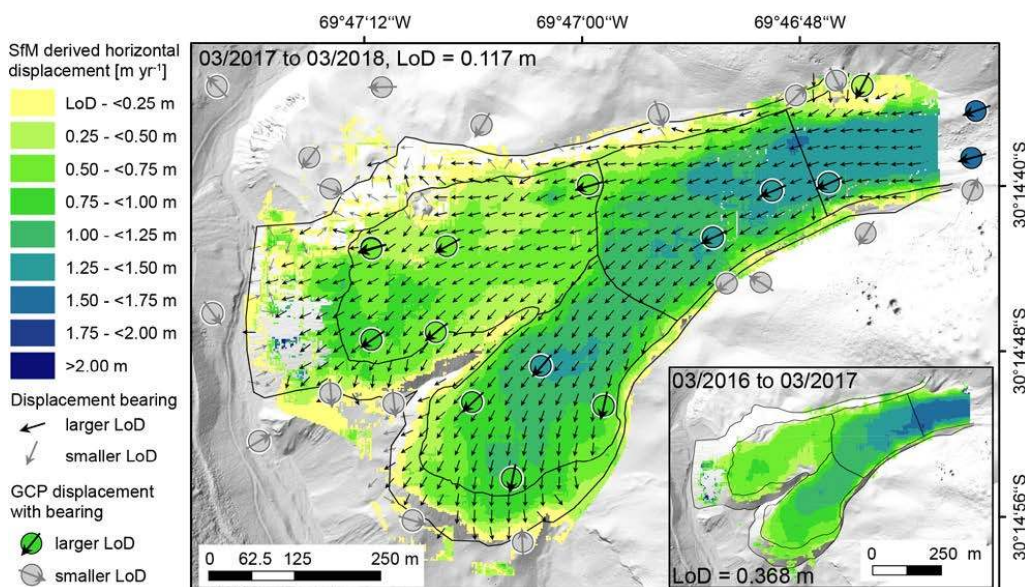 69°47'12"W
69°47'00"W
69°46'48"W
SfM derived horizontal
displacement [m yr⁻¹]
LoD - <0.25 m
0.25 - <0.50 m
0.50 - <0.75 m
0.75 - <1.00 m
1.00 - <1.25 m
1.25 - <1.50 m
1.50 - <1.75 m
1.75 - <2.00 m
>2.00 m
Displacement bearing
larger LoD
smaller LoD
GCP displacement
with bearing
larger LoD
smaller LoD
03/2017 to 03/2018, LoD = 0.117 m
30°14'40"S
30°14'48"S
30°14'56"S
0 62.5 125 250 m
03/2016 to 03/2017
0 250 m
LoD = 0.368 m